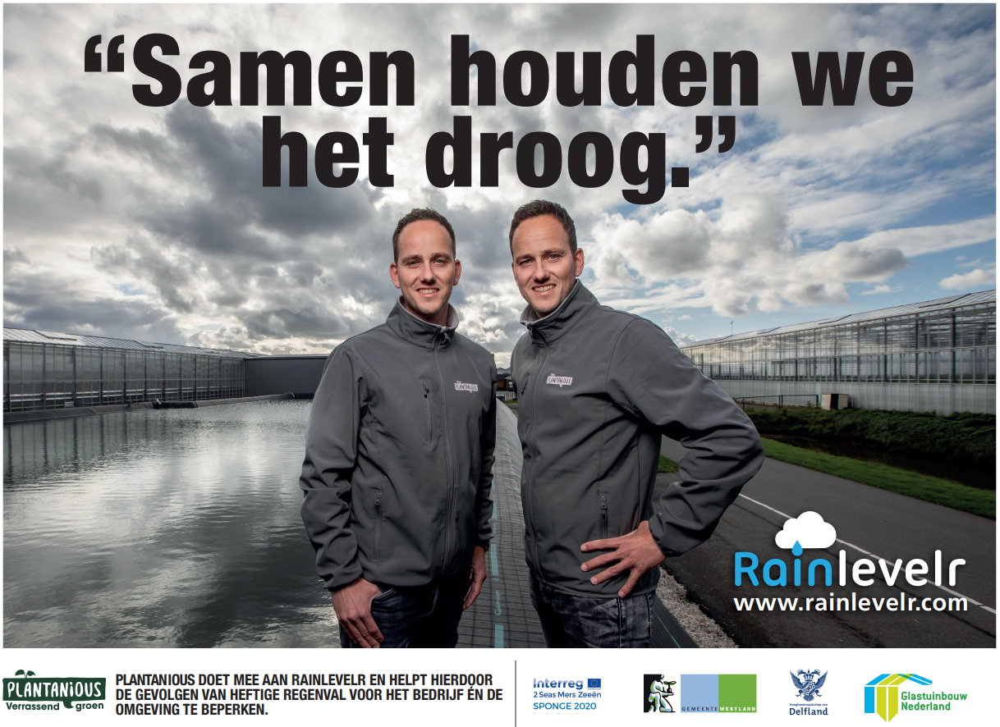 “Samen houden we
het droog.”
PLANTANIOUS
PLANTANIOUS
Rainlevelr
www.rainlevelr.com
PLANTANIOUS
Verrassend groen
PLANTANIOUS DOET MEE AAN RAINLEVELR EN HELPT HIERDOOR
DE GEVOLGEN VAN HEFTIGE REGENVAL VOOR HET BEDRIJF ÉN DE
OMGEVING TE BEPERKEN.
Interreg
2 Seas Mers Zeeën
SPONGE 2020
GEMEENTE WESTLAND
Hoogheemraadschap van
Delfland
Glastuinbouw
Nederland